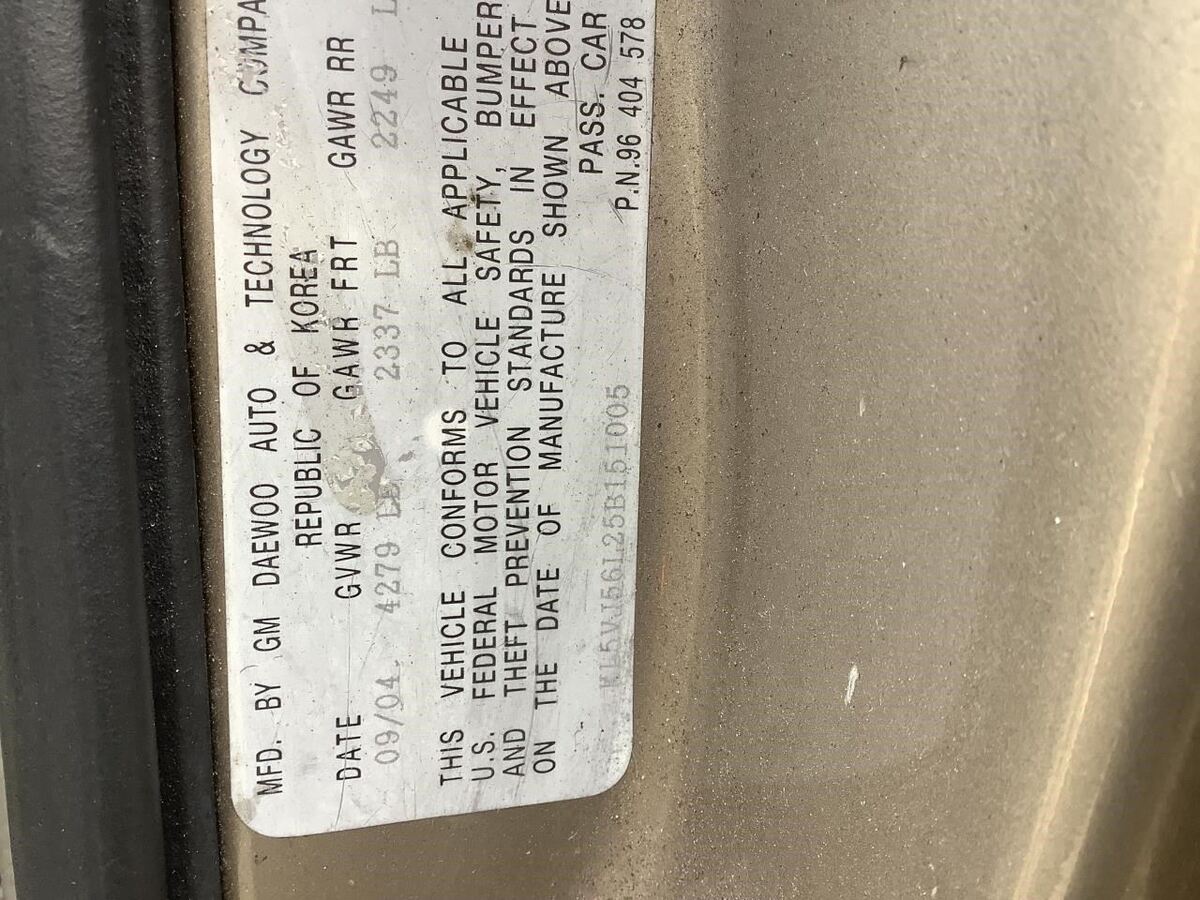 MFD. BY GM DAEWOO AUTO & TECHNOLOGY COMPA
REPUBLIC OF KOREA
DATE GVWR GAWR FRT GAWR RR
09/04 4279 LB 2337 LB 2249 L
THIS VEHICLE CONFORMS TO ALL APPLICABLE
U.S. FEDERAL MOTOR VEHICLE SAFETY, BUMPER
AND THEFT PREVENTION STANDARDS IN EFFECT
ON THE DATE OF MANUFACTURE SHOWN ABOVE
PASS. CAR
KL5VJ56L25B151005 P.N.96 404 578